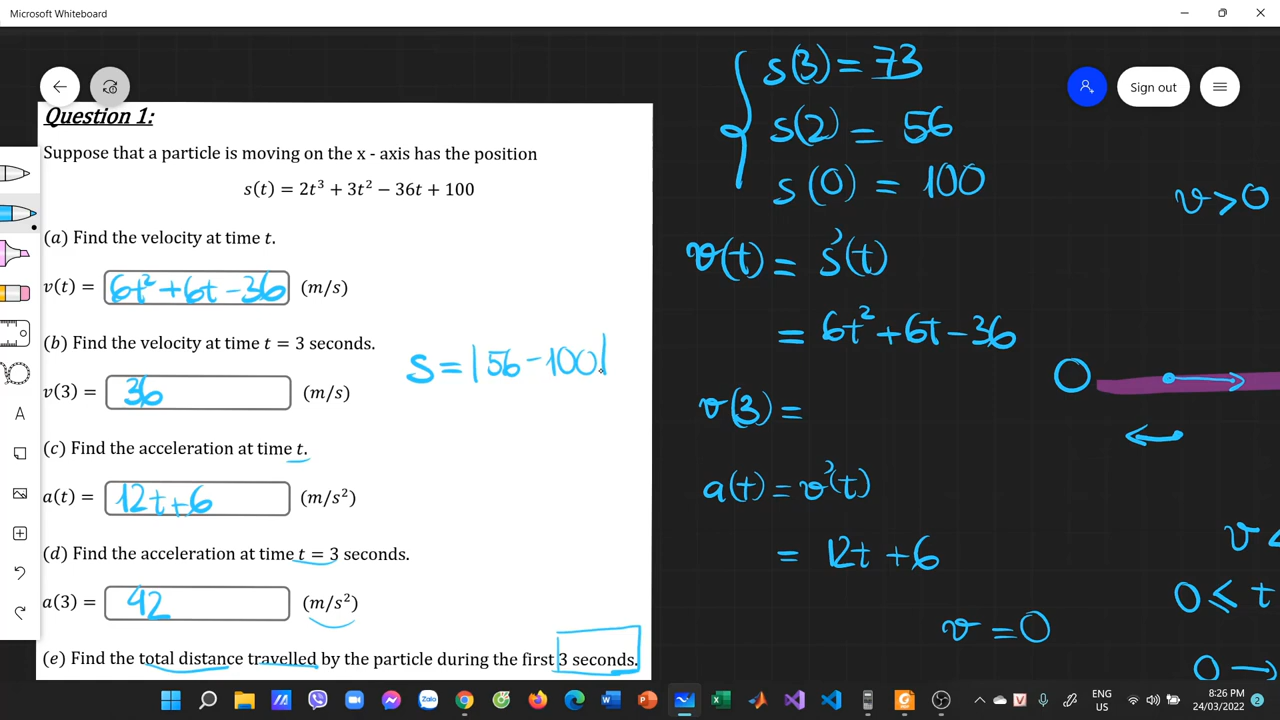 Microsoft Whiteboard
Sign out
Question 1:
Suppose that a particle is moving on the x - axis has the position
s(t) = 2t³ + 3t² − 36t + 100
(a) Find the velocity at time t.
v(t) = 6t² + 6t − 36 (m/s)
(b) Find the velocity at time t = 3 seconds.
S = |56 − 100|
v(3) = 36 (m/s)
(c) Find the acceleration at time t.
a(t) = 12t + 6 (m/s²)
(d) Find the acceleration at time t = 3 seconds.
a(3) = 42 (m/s²)
(e) Find the total distance travelled by the particle during the first 3 seconds.
s(3) = 73
s(2) = 56
s(0) = 100
v > 0
v(t) = s'(t)
= 6t² + 6t − 36
0
v(3) =
a(t) = v'(t)
= 12t + 6
v <
0 ≤ t
v = 0
0 →
A
ENG
US
8:26 PM
24/03/2022
2